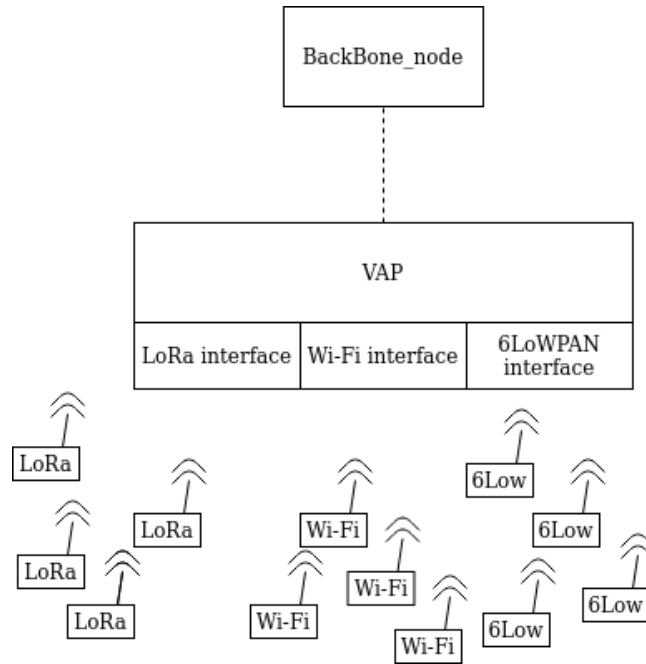 BackBone_node
VAP
LoRa interface
Wi-Fi interface
6LoWPAN
interface
LoRa
6Low
LoRa
Wi-Fi
6Low
LoRa
Wi-Fi
6Low
LoRa
Wi-Fi
6Low
Wi-Fi